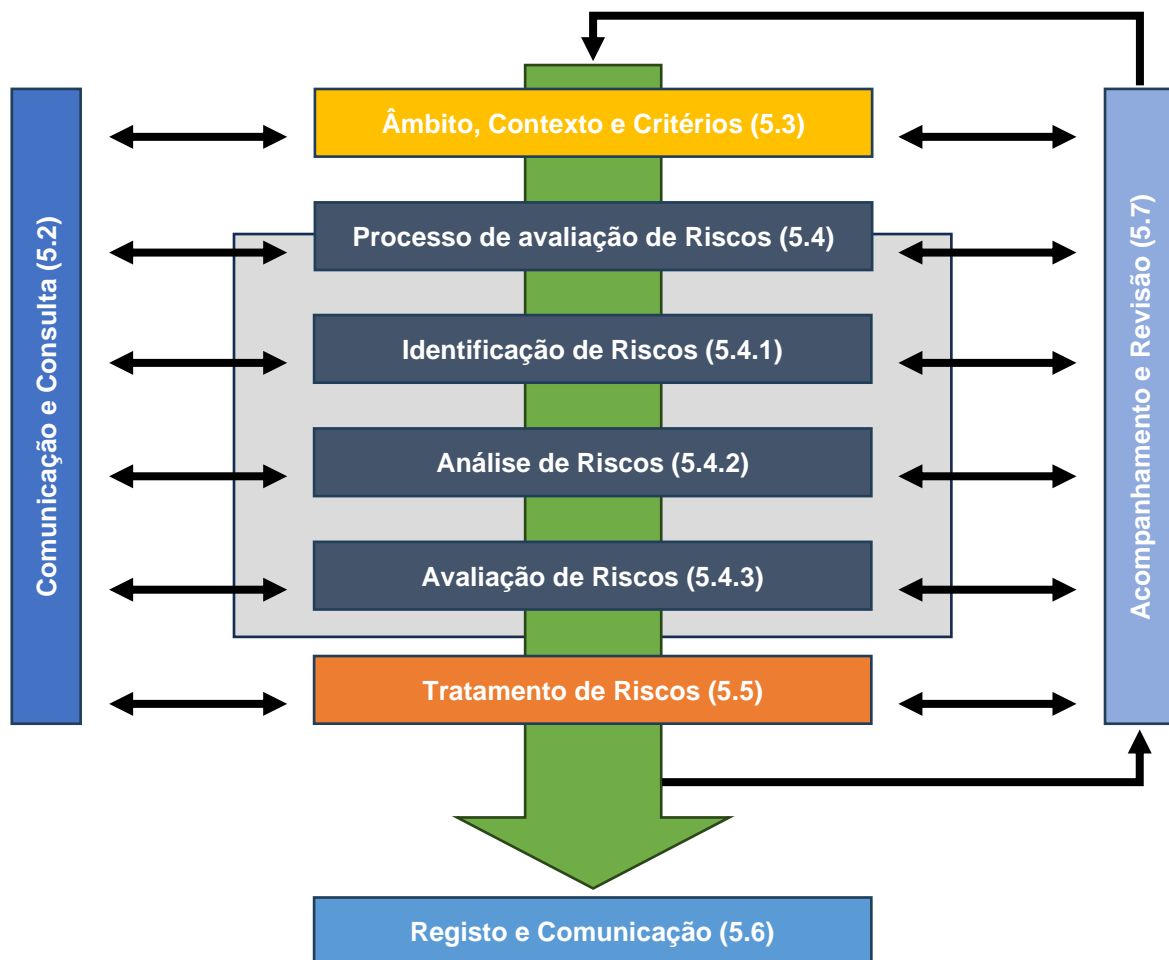 Âmbito, Contexto e Critérios (5.3)
Comunicação e Consulta (5.2)
Processo de avaliação de Riscos (5.4)
Identificação de Riscos (5.4.1)
Análise de Riscos (5.4.2)
Avaliação de Riscos (5.4.3)
Tratamento de Riscos (5.5)
Acompanhamento e Revisão (5.7)
Registo e Comunicação (5.6)